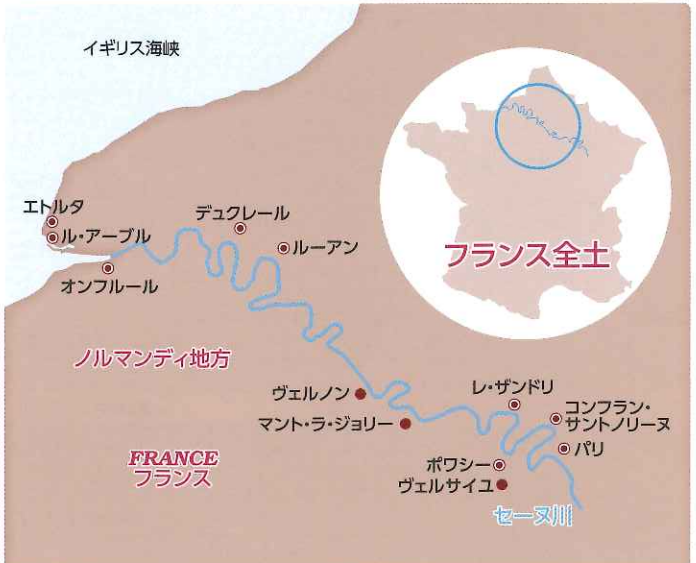 イギリス海峡
エトルタ
ル・アーブル
オンフルール
デュクレール
ルーアン
フランス全土
ノルマンディ地方
ヴェルノン
マント・ラ・ジョリー
レ・ザンドリ
コンフラン・
サントノリーヌ
パリ
ポワシー
ヴェルサイユ
FRANCE
フランス
セーヌ川